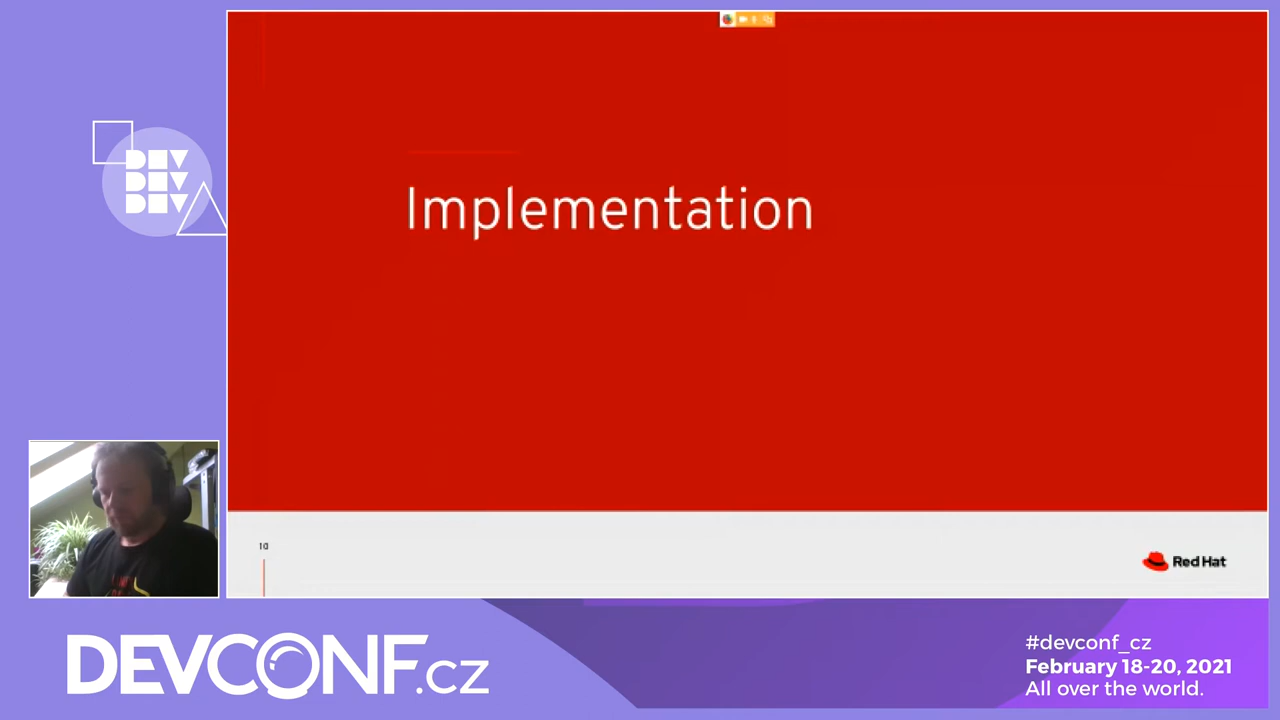 DEV
DEV
DEV
Implementation
10
Red Hat
DEVCONF.cz
#devconf_cz
February 18-20, 2021
All over the world.